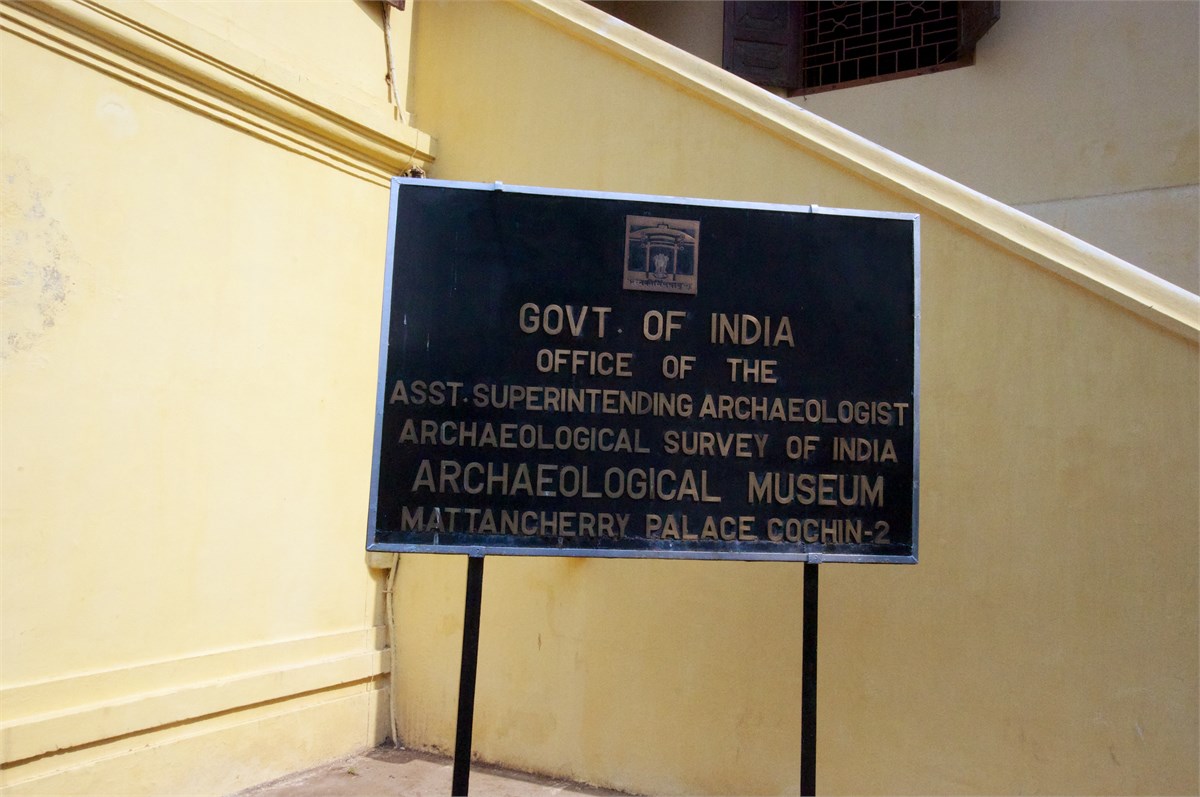 GOVT. OF INDIA
OFFICE OF THE
ASST. SUPERINTENDING ARCHAEOLOGIST
ARCHAEOLOGICAL SURVEY OF INDIA
ARCHAEOLOGICAL MUSEUM
MATTANCHERRY PALACE COCHIN-2